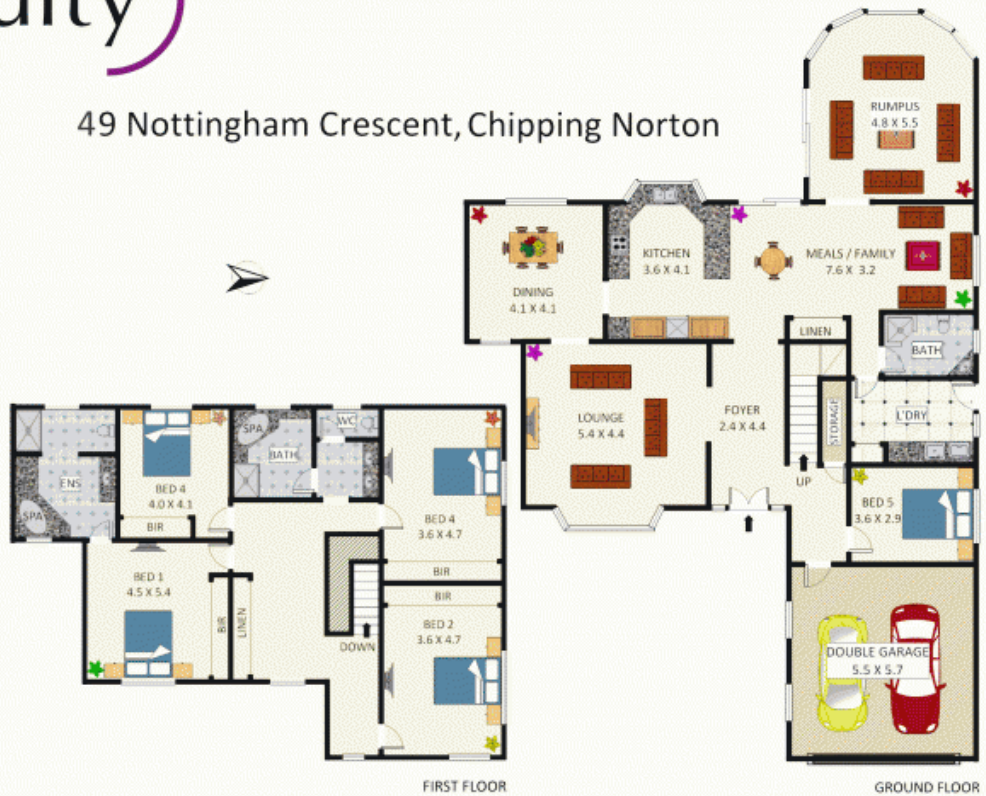 49 Nottingham Crescent, Chipping Norton
RUMPUS
4.8 X 5.5
KITCHEN
3.6 X 4.1
MEALS / FAMILY
7.6 X 3.2
DINING
4.1 X 4.1
LINEN
BATH
LOUNGE
5.4 X 4.4
FOYER
2.4 X 4.4
STORAGE
L'DRY
UP
BED 5
3.6 X 2.9
DOUBLE GARAGE
5.5 X 5.7
GROUND FLOOR
SPA
WC
BATH
ENS
SPA
BED 4
4.0 X 4.1
BIR
BED 4
3.6 X 4.7
BIR
BED 1
4.5 X 5.4
BIR
LINEN
BIR
BED 2
3.6 X 4.7
DOWN
FIRST FLOOR